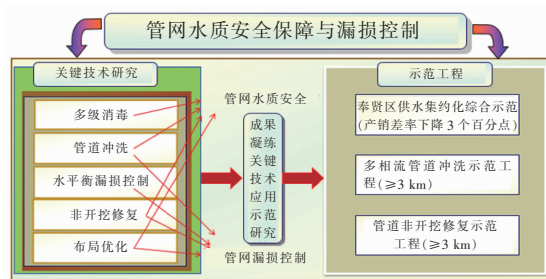 管网水质安全保障与漏损控制
关键技术研究
多级消毒
管道冲洗
水平衡漏损控制
非开挖修复
布局优化
管网水质安全
成果
凝练
关键
技术
应用
示范
研究
管网漏损控制
示范工程
奉贤区供水集约化综合示范
(产销差率下降3个百分点)
多相流管道冲洗示范工
程(≥3 km)
管道非开挖修复示范
工程(≥3 km)